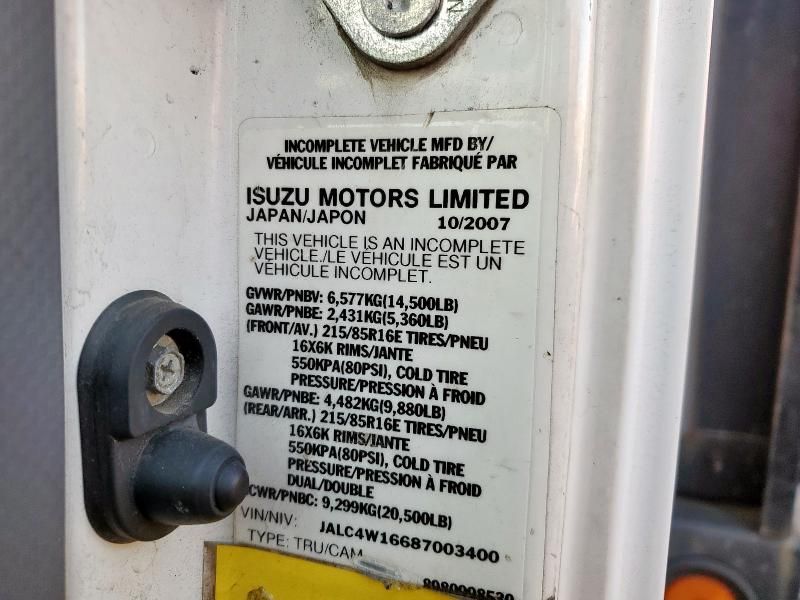 INCOMPLETE VEHICLE MFD BY/
VÉHICULE INCOMPLET FABRIQUÉ PAR
ISUZU MOTORS LIMITED
JAPAN/JAPON 10/2007
THIS VEHICLE IS AN INCOMPLETE
VEHICLE./LE VEHICULE EST UN
VÉHICULE INCOMPLET.
GVWR/PNBV: 6,577KG(14,500LB)
GAWR/PNBE: 2,431KG(5,360LB)
(FRONT/AV.) 215/85R16E TIRES/PNEU
16X6K RIMS/JANTE
550KPA(80PSI), COLD TIRE
PRESSURE/PRESSION À FROID
GAWR/PNBE: 4,482KG(9,880LB)
(REAR/ARR.) 215/85R16E TIRES/PNEU
16X6K RIMS/JANTE
550KPA(80PSI), COLD TIRE
PRESSURE/PRESSION À FROID
DUAL/DOUBLE
CWR/PNBC: 9,299KG(20,500LB)
VIN/NIV: JALC4W16687003400
TYPE: TRU/CAM